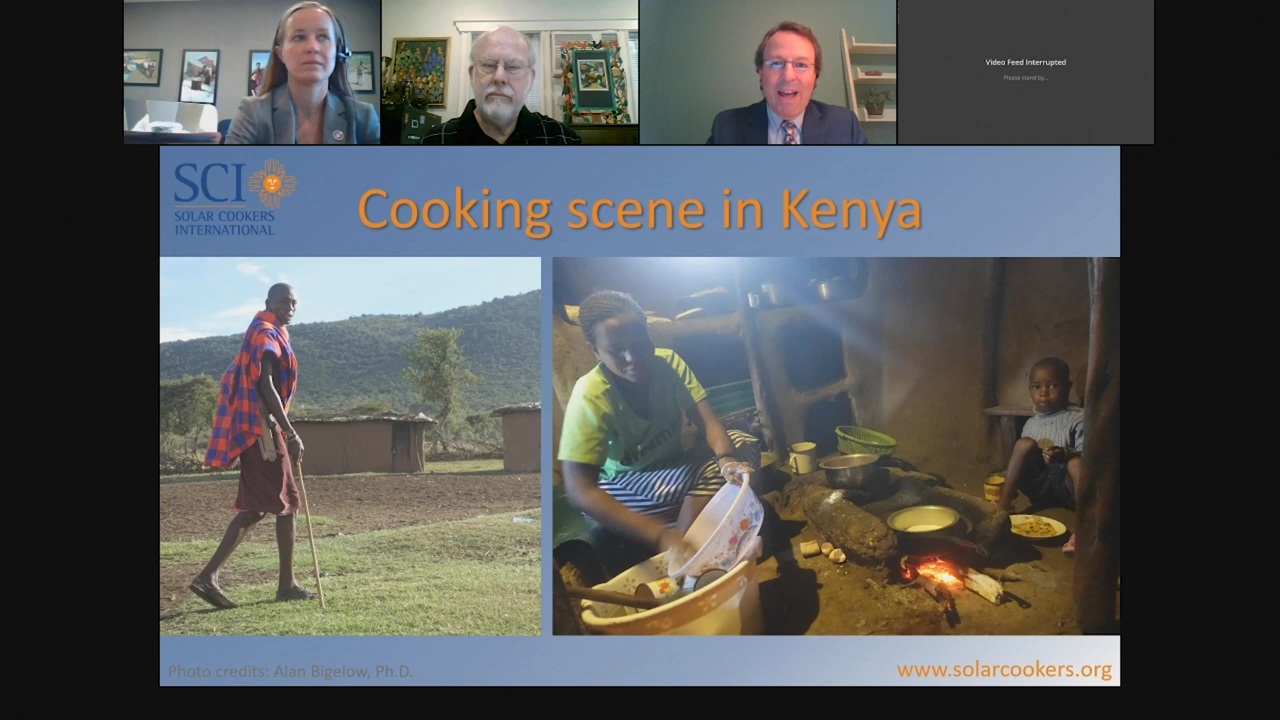 Video Feed Interrupted
Please stand by...
SCI
SOLAR COOKERS
INTERNATIONAL
Cooking scene in Kenya
Photo credits: Alan Bigelow, Ph.D.
www.solarcookers.org